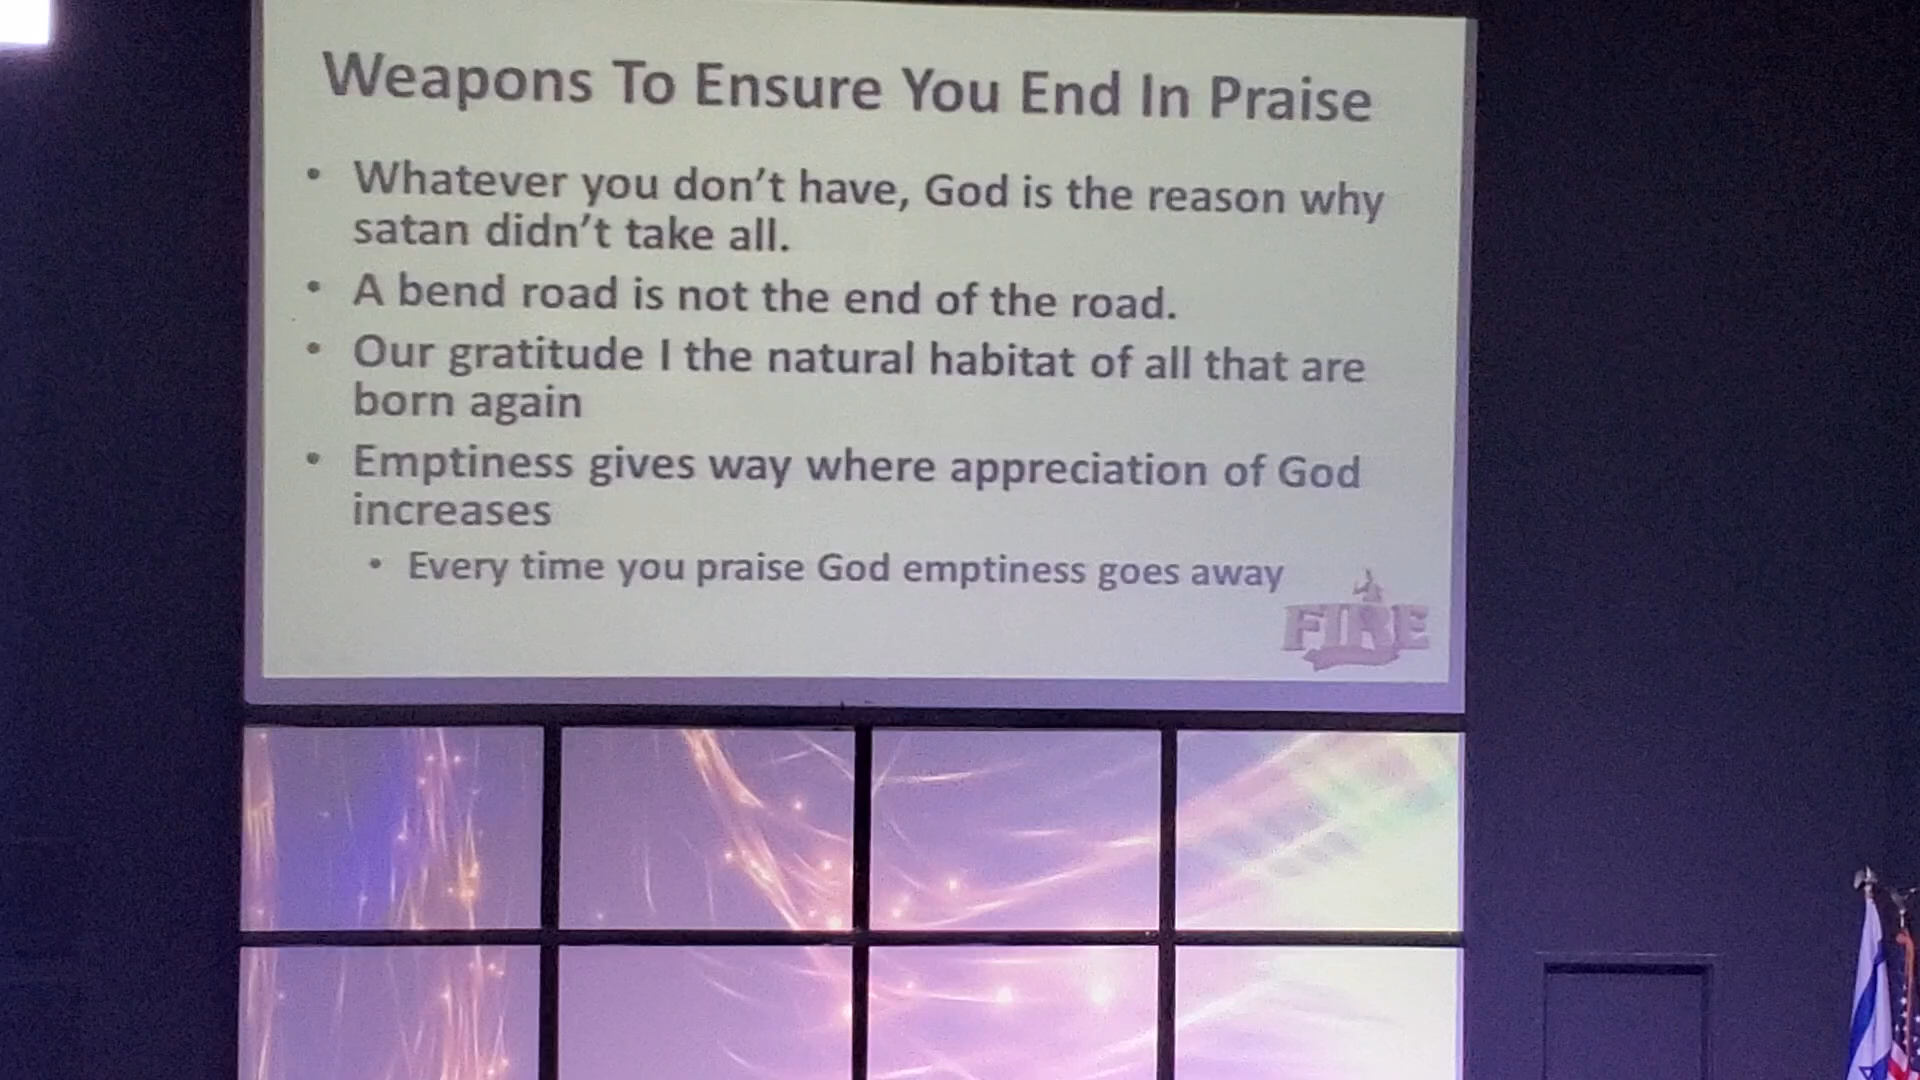 Weapons To Ensure You End In Praise
• Whatever you don't have, God is the reason why
satan didn't take all.
• A bend road is not the end of the road.
• Our gratitude I the natural habitat of all that are
born again
• Emptiness gives way where appreciation of God
increases
• Every time you praise God emptiness goes away
FIRE